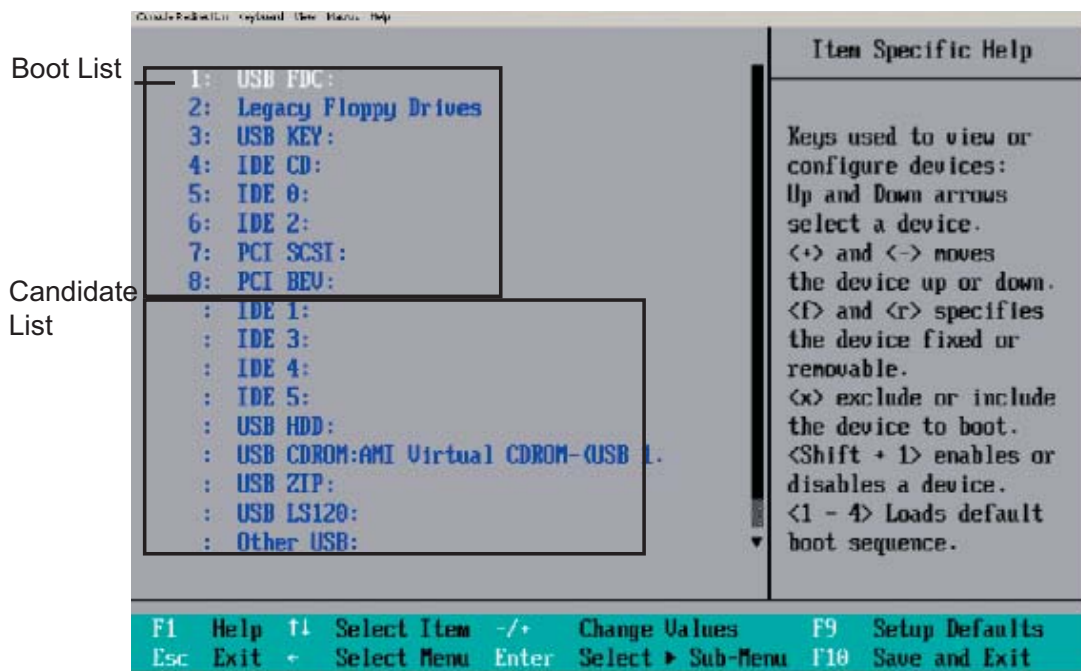 Console Redirection Keyboard View Macros Help
Boot List
1: USB FDC:
2: Legacy Floppy Drives
3: USB KEY:
4: IDE CD:
5: IDE 0:
6: IDE 2:
7: PCI SCSI:
8: PCI BEV:
Candidate
List
: IDE 1:
: IDE 3:
: IDE 4:
: IDE 5:
: USB HDD:
: USB CDROM:AMI Virtual CDROM-(USB 1.
: USB ZIP:
: USB LS120:
: Other USB:
Item Specific Help
Keys used to view or
configure devices:
Up and Down arrows
select a device.
<+> and <-> moves
the device up or down.
<f> and <r> specifies
the device fixed or
removable.
<x> exclude or include
the device to boot.
<Shift + 1> enables or
disables a device.
<1 - 4> Loads default
boot sequence.
F1 Help ↑↓ Select Item -/+ Change Values F9 Setup Defaults
Esc Exit ← Select Menu Enter Select ▶ Sub-Menu F10 Save and Exit